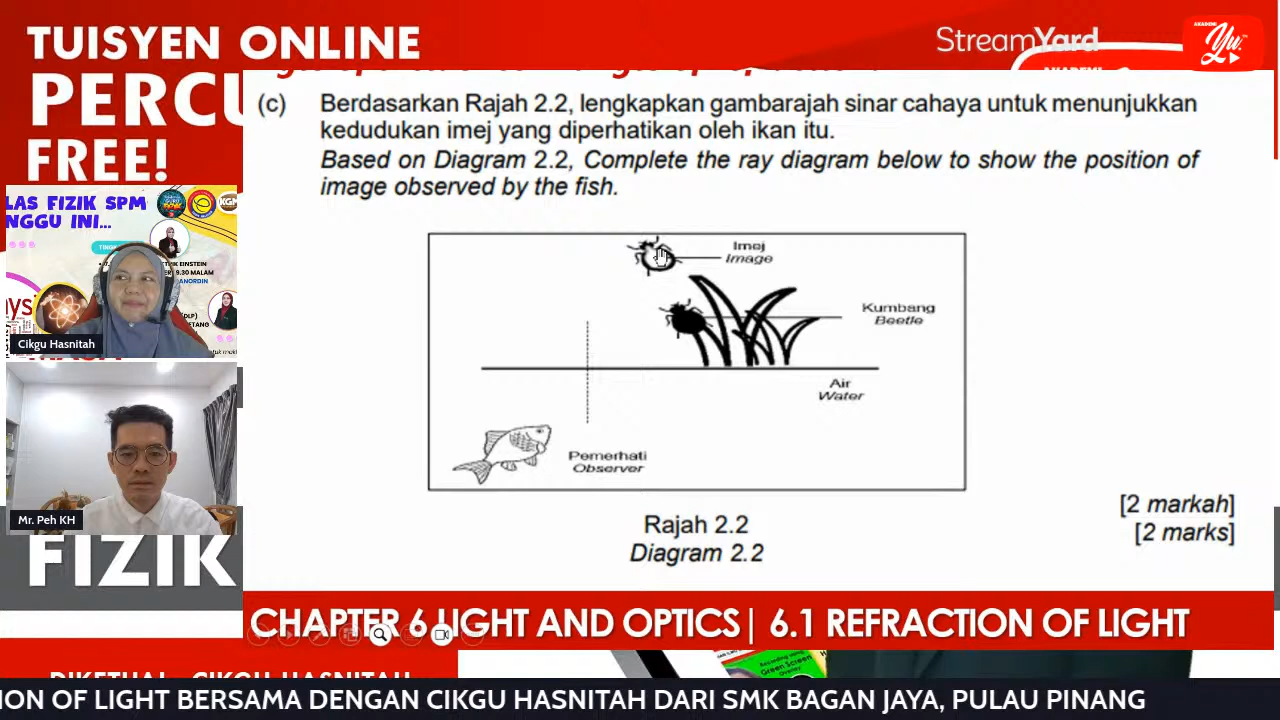 TUISYEN ONLINE
PERCU
FREE!
StreamYard
AKADEMI
Yu
(c) Berdasarkan Rajah 2.2, lengkapkan gambarajah sinar cahaya untuk menunjukkan
kedudukan imej yang diperhatikan oleh ikan itu.
Based on Diagram 2.2, Complete the ray diagram below to show the position of
image observed by the fish.
LAS FIZIK SPM
NGGU INI...
Cikgu Hasnitah
Imej
Image
Kumbang
Beetle
Air
Water
Pemerhati
Observer
Mr. Peh KH
[2 markah]
[2 marks]
Rajah 2.2
Diagram 2.2
FIZIK
CHAPTER 6 LIGHT AND OPTICS| 6.1 REFRACTION OF LIGHT
Green Screen
ION OF LIGHT BERSAMA DENGAN CIKGU HASNITAH DARI SMK BAGAN JAYA, PULAU PINANG